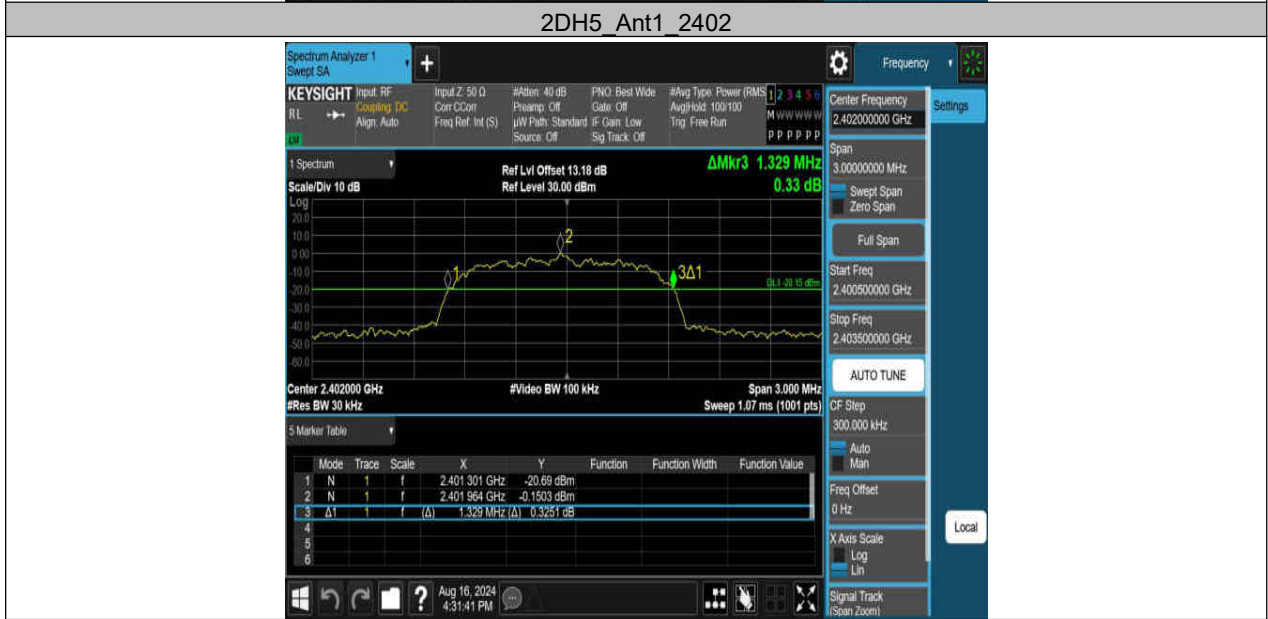 2DH5_Ant1_2402
Spectrum Analyzer 1
Swept SA
+
Frequency
KEYSIGHT Input: RF Input Z: 50 Ω #Atten: 40 dB PNO: Best Wide #Avg Type: Power (RMS 1 2 3 4 5 6
RL Coupling: DC Corr CCorr Preamp: Off Gate: Off Avg|Hold: 100/100 M W W W W W
Align: Auto Freq Ref: Int (S) µW Path: Standard IF Gain: Low Trig: Free Run
Source: Off Sig Track: Off P P P P P P
1 Spectrum
Ref Lvl Offset 13.18 dB
ΔMkr3 1.329 MHz
Scale/Div 10 dB
Ref Level 30.00 dBm
0.33 dB
Log
20.0
10.0
0.00
-10.0
-20.0
-30.0
-40.0
-50.0
-60.0
1
2
3Δ1
DL1 -20.15 dBm
Center 2.402000 GHz #Video BW 100 kHz Span 3.000 MHz
#Res BW 30 kHz Sweep 1.07 ms (1001 pts)
5 Marker Table
Mode Trace Scale X Y Function Function Width Function Value
1 N 1 f 2.401 301 GHz -20.69 dBm
2 N 1 f 2.401 964 GHz -0.1503 dBm
3 Δ1 1 f (Δ) 1.329 MHz (Δ) 0.3251 dB
4
5
6
Aug 16, 2024
4:31:41 PM
Center Frequency
2.402000000 GHz
Settings
Span
3.00000000 MHz
Swept Span
Zero Span
Full Span
Start Freq
2.400500000 GHz
Stop Freq
2.403500000 GHz
AUTO TUNE
CF Step
300.000 kHz
Auto
Man
Freq Offset
0 Hz
Local
X Axis Scale
Log
Lin
Signal Track
(Span Zoom)